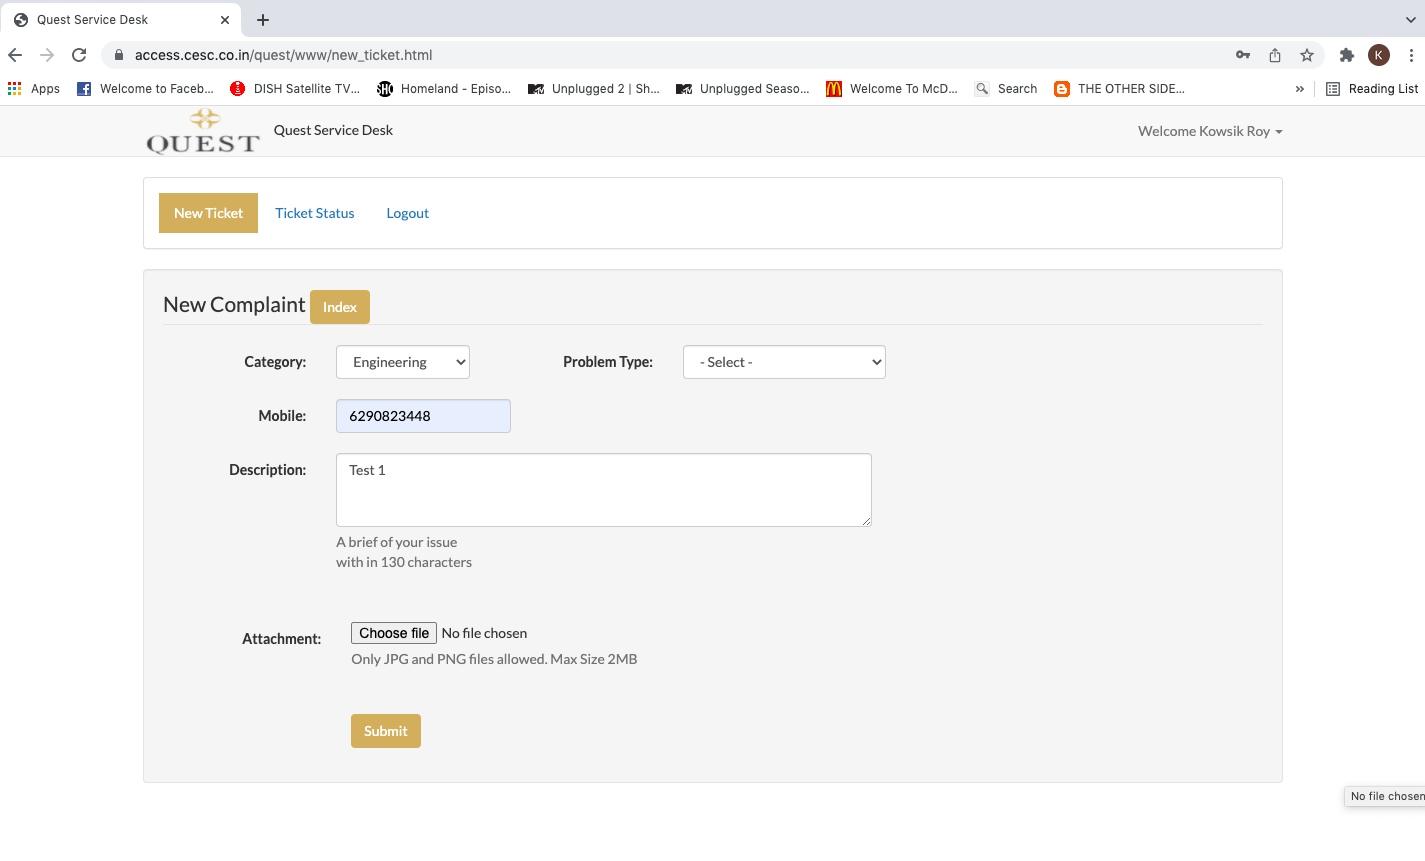 Quest Service Desk
access.cesc.co.in/quest/www/new_ticket.html
K
Apps
Welcome to Faceb...
DISH Satellite TV...
Homeland - Episo...
Unplugged 2 | Sh...
Unplugged Seaso...
Welcome To McD...
Search
THE OTHER SIDE...
»
Reading List
QUEST
Quest Service Desk
Welcome Kowsik Roy
New Ticket
Ticket Status
Logout
New Complaint
Index
Category:
Engineering
Problem Type:
- Select -
Mobile:
6290823448
Description:
Test 1
A brief of your issue
with in 130 characters
Attachment:
Choose file
No file chosen
Only JPG and PNG files allowed. Max Size 2MB
Submit
No file chosen